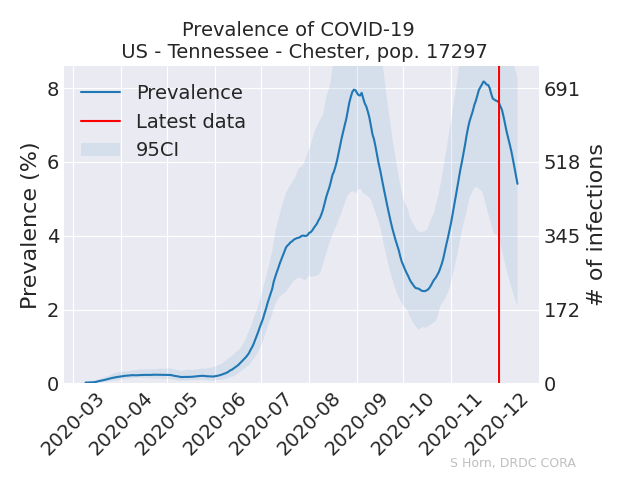 Prevalence of COVID-19
US - Tennessee - Chester, pop. 17297
Prevalence
Latest data
95CI
Prevalence (%)
8
6
4
2
0
691
518
345
172
0
# of infections
2020-03
2020-04
2020-05
2020-06
2020-07
2020-08
2020-09
2020-10
2020-11
2020-12
S Horn, DRDC CORA